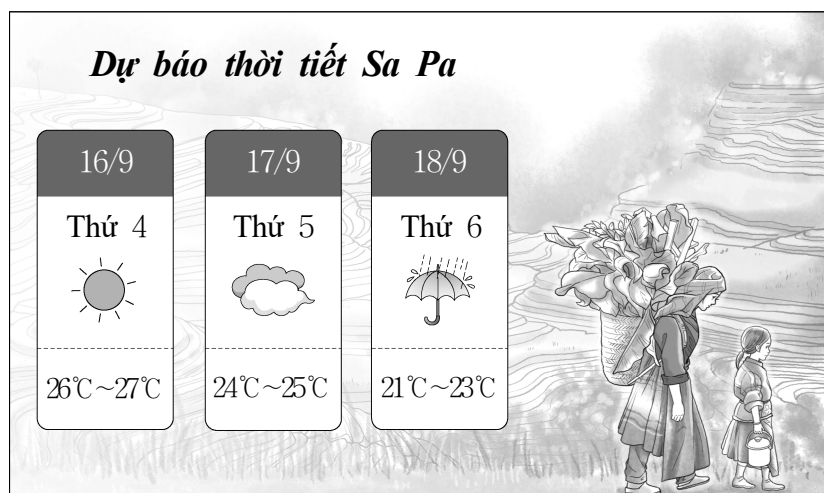 Dự báo thời tiết Sa Pa
16/9
Thứ 4
26℃~27℃
17/9
Thứ 5
24℃~25℃
18/9
Thứ 6
21℃~23℃